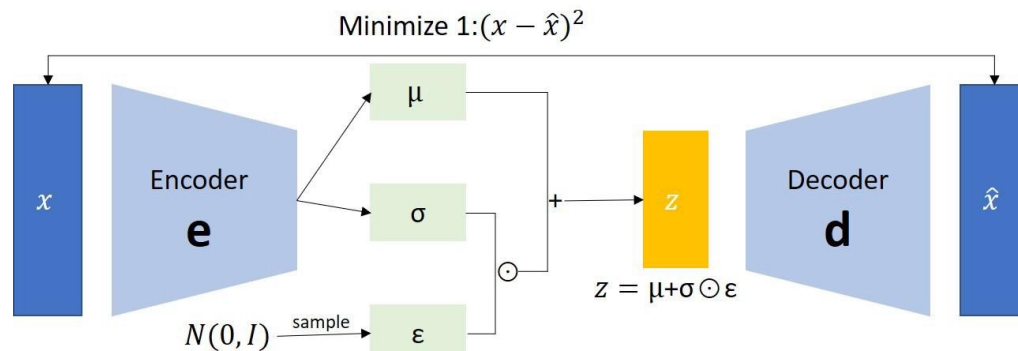 Minimize 1:(x − x̂)²
x
Encoder
e
μ
σ
ε
N(0, I)
sample
⊙
+
z
z = μ+σ⊙ε
Decoder
d
x̂